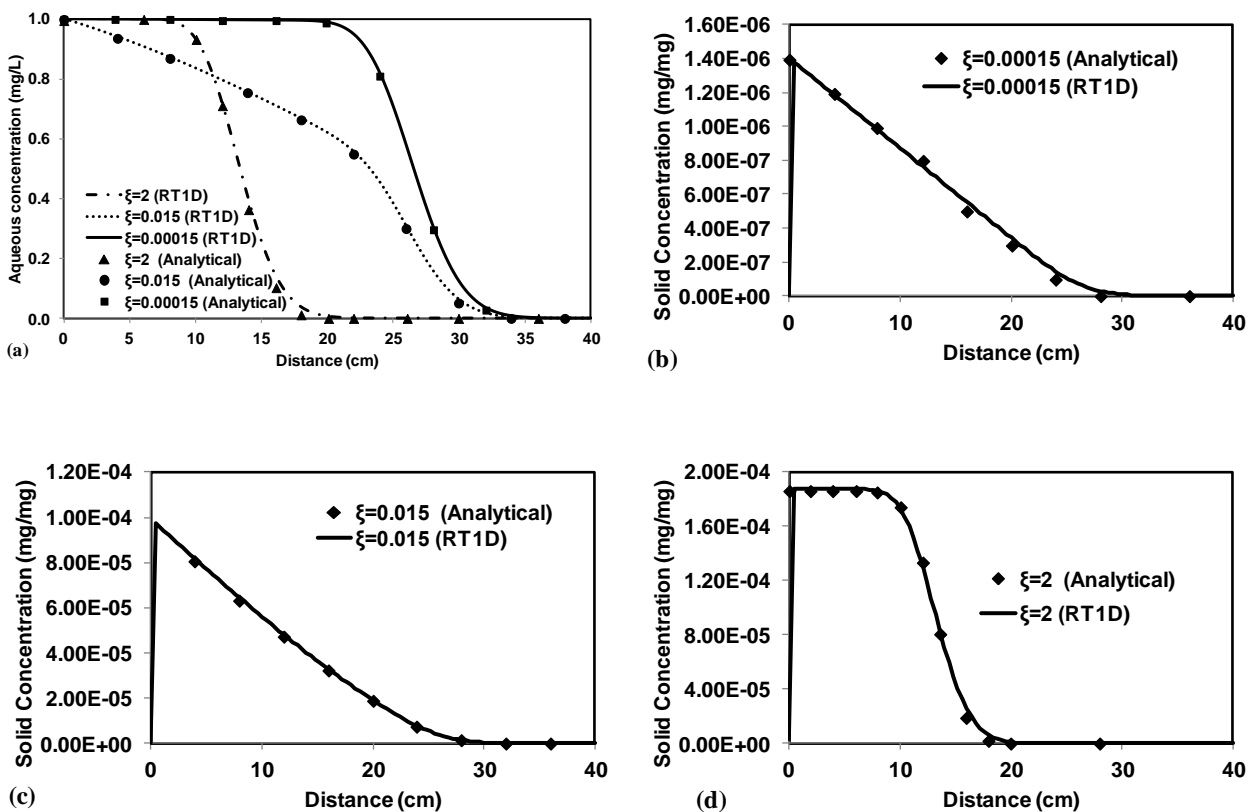 Aqueous concentration (mg/L)
1.0
0.8
0.6
0.4
0.2
0.0
ξ=2 (RT1D)
ξ=0.015 (RT1D)
ξ=0.00015 (RT1D)
ξ=2 (Analytical)
ξ=0.015 (Analytical)
ξ=0.00015 (Analytical)
0 5 10 15 20 25 30 35 40
Distance (cm)
(a)
Solid Concentration (mg/mg)
1.60E-06
1.40E-06
1.20E-06
1.00E-06
8.00E-07
6.00E-07
4.00E-07
2.00E-07
0.00E+00
ξ=0.00015 (Analytical)
ξ=0.00015 (RT1D)
0 10 20 30 40
Distance (cm)
(b)
Solid Concentration (mg/mg)
1.20E-04
1.00E-04
8.00E-05
6.00E-05
4.00E-05
2.00E-05
0.00E+00
ξ=0.015 (Analytical)
ξ=0.015 (RT1D)
0 10 20 30 40
Distance (cm)
(c)
Solid Concentration (mg/mg)
2.00E-04
1.60E-04
1.20E-04
8.00E-05
4.00E-05
0.00E+00
ξ=2 (Analytical)
ξ=2 (RT1D)
0 10 20 30 40
Distance (cm)
(d)